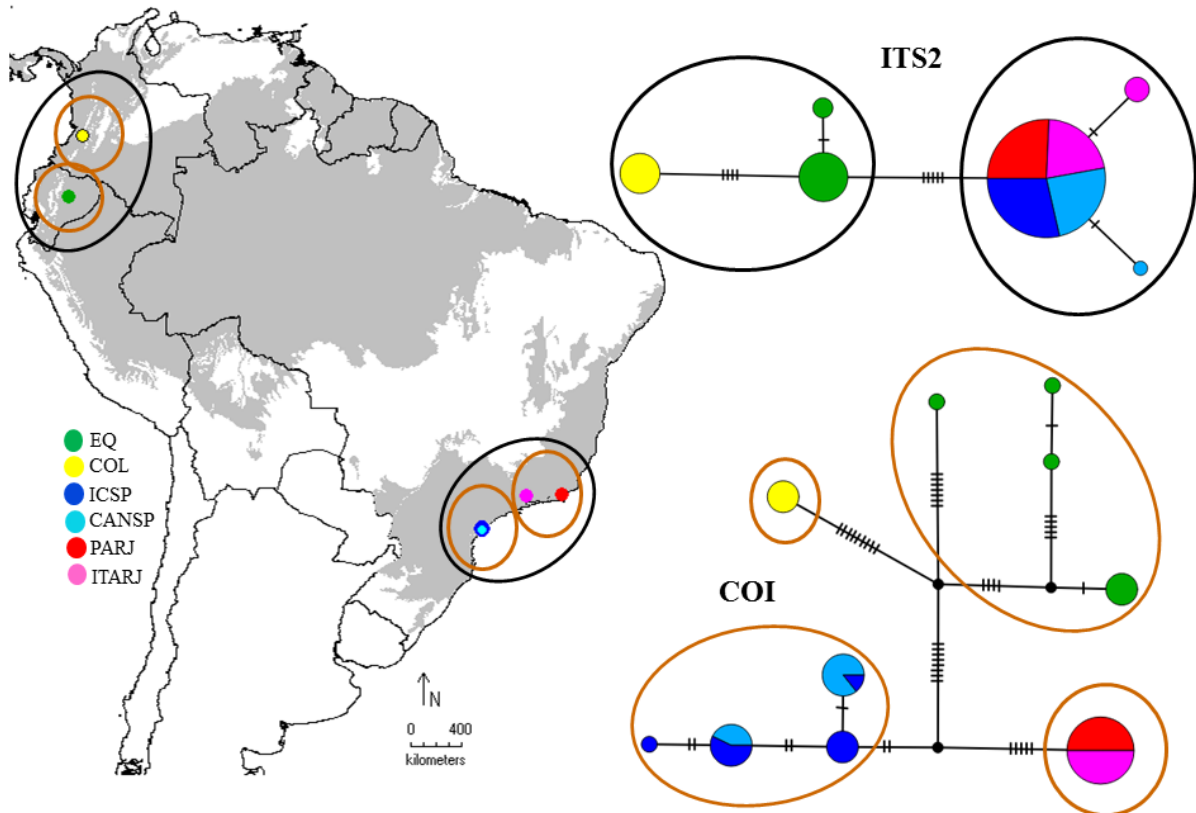 ITS2
EQ
COL
ICSP
CANSP
PARJ
ITARJ
COI
N
0 400
kilometers